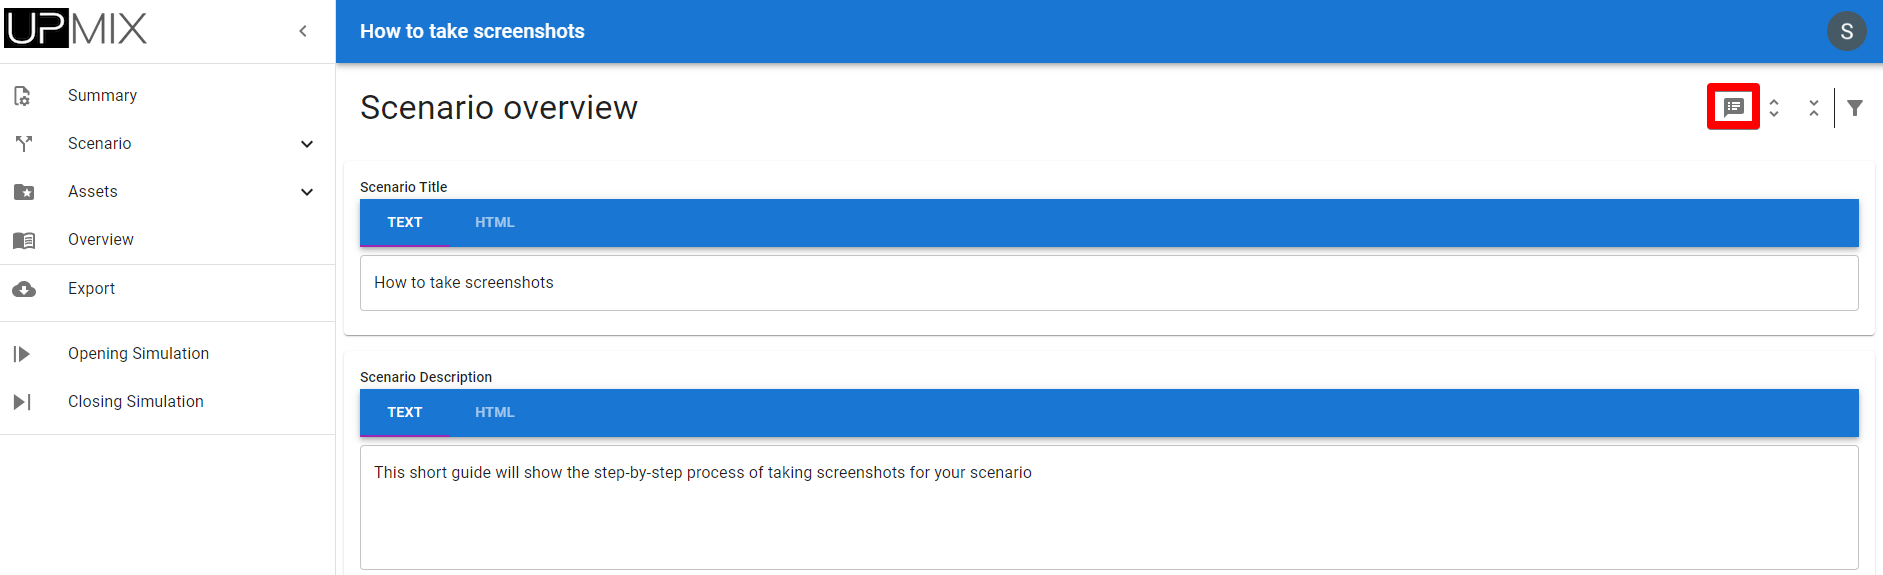 UPMIX
How to take screenshots
S
Summary
Scenario
Assets
Overview
Export
Opening Simulation
Closing Simulation
Scenario overview
Scenario Title
TEXT HTML
How to take screenshots
Scenario Description
TEXT HTML
This short guide will show the step-by-step process of taking screenshots for your scenario